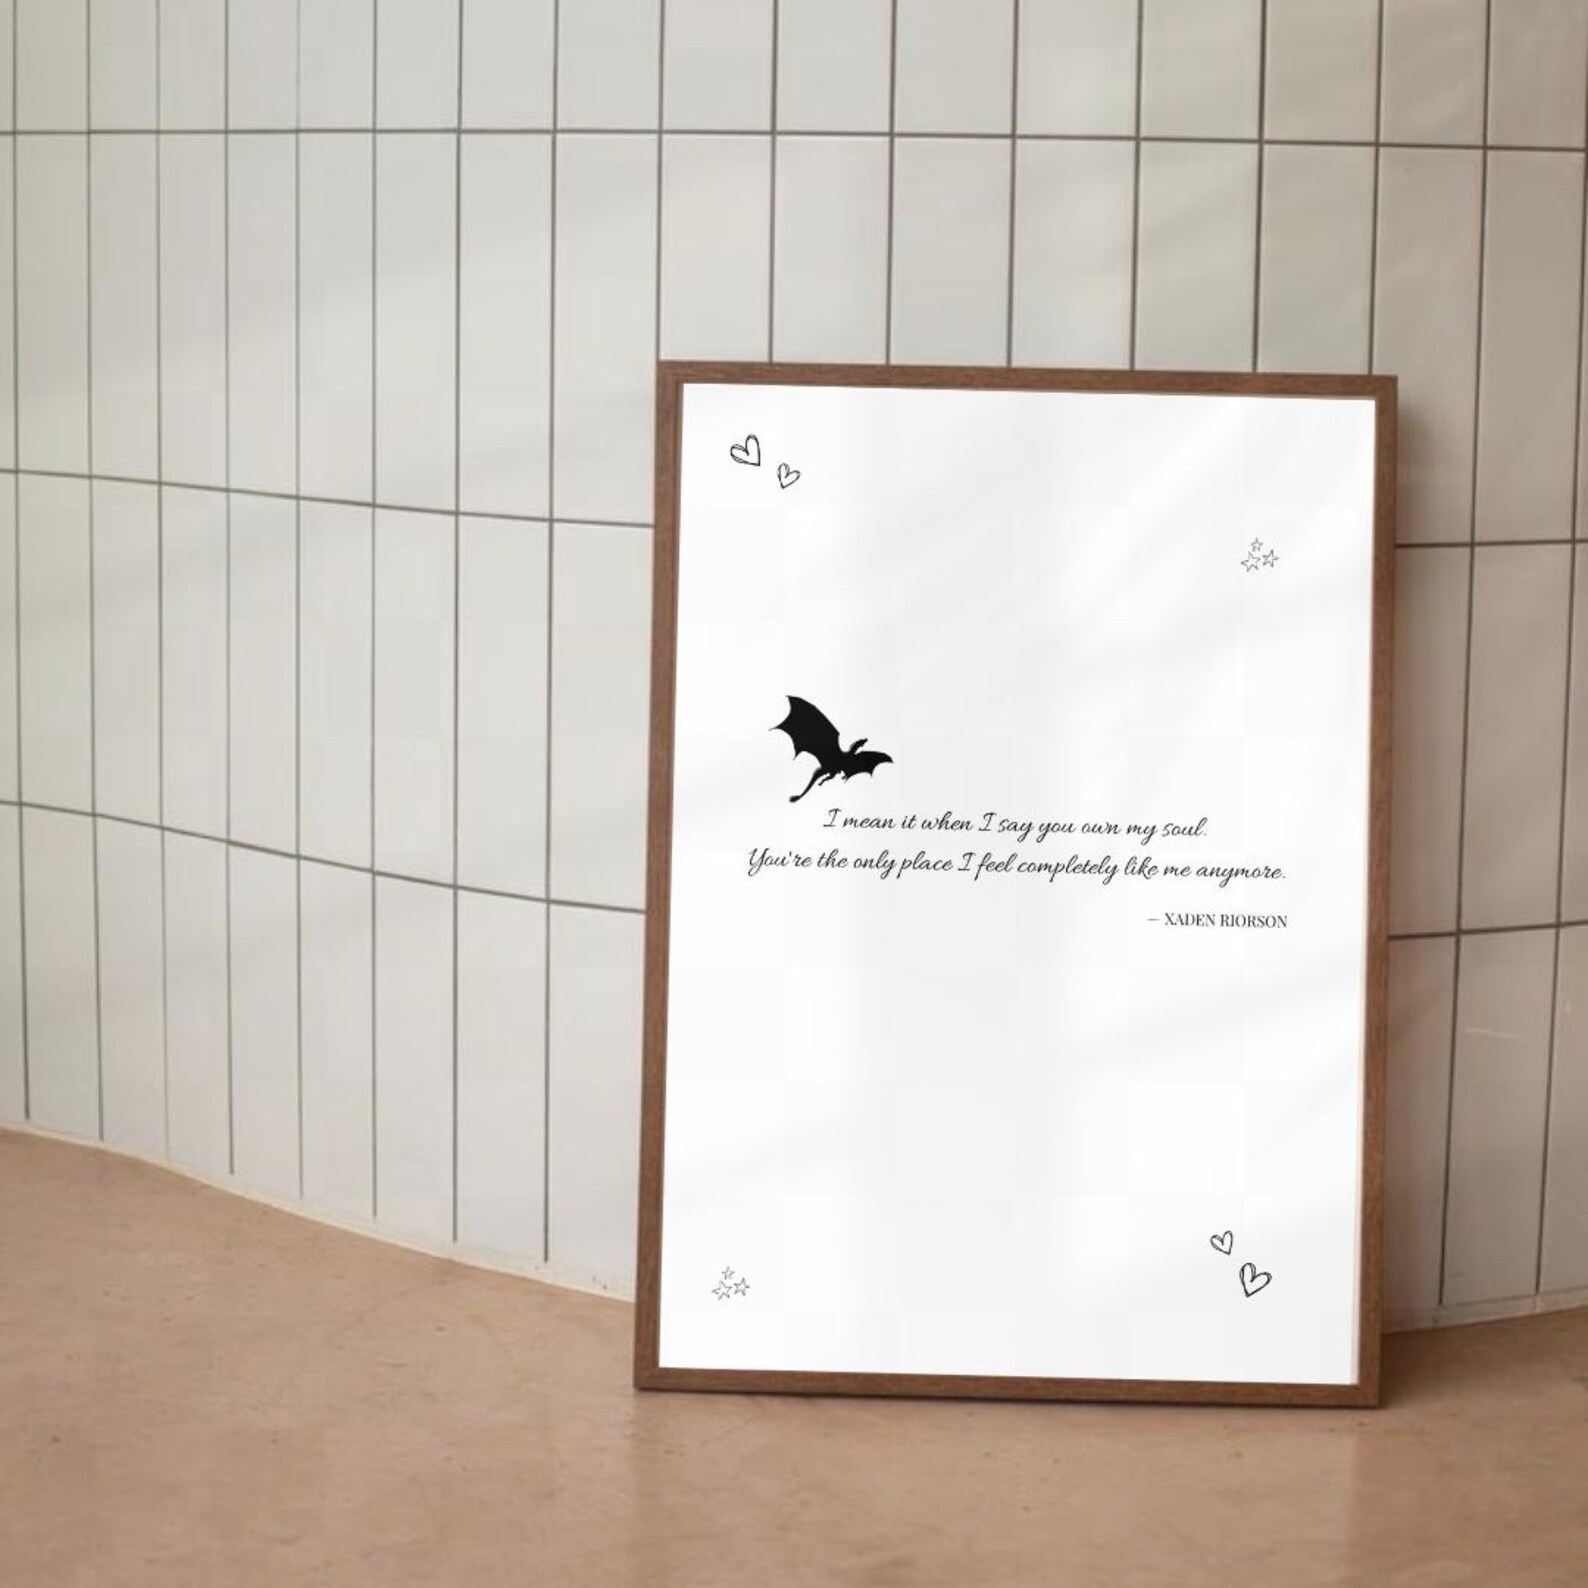 I mean it when I say you own my soul.
You're the only place I feel completely like me anymore.
— XADEN RIORSON